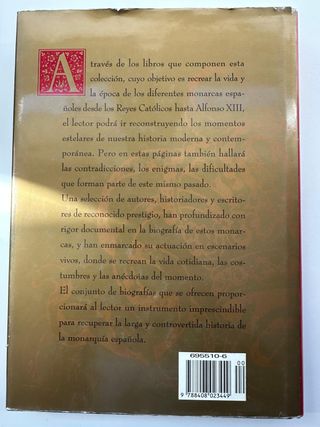 A través de los libros que componen esta
colección, cuyo objetivo es recrear la vida y
la época de los diferentes monarcas espa-
ñoles desde los Reyes Católicos hasta Alfonso XIII,
el lector podrá ir reconstruyendo los momentos
estelares de nuestra historia moderna y contem-
poránea. Pero en estas páginas también hallará
las contradicciones, los enigmas, las dificultades
que forman parte de este mismo pasado.
Una selección de autores, historiadores y escrito-
res de reconocido prestigio, han profundizado con
rigor documental en la biografía de estos monar-
cas, y han enmarcado su actuación en escenarios
vivos, donde se recrean la vida cotidiana, las cos-
tumbres y las anécdotas del momento.
El conjunto de biografías que se ofrecen propor-
cionará al lector un instrumento imprescindible
para recuperar la larga y controvertida historia de
la monarquía española.
695510-6
00
9 788408 023449